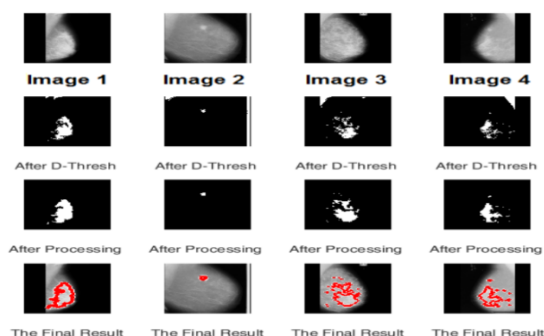 Image 1 Image 2 Image 3 Image 4
After D-Thresh After D-Thresh After D-Thresh After D-Thresh
After Processing After Processing After Processing After Processing
The Final Result The Final Result The Final Result The Final Result